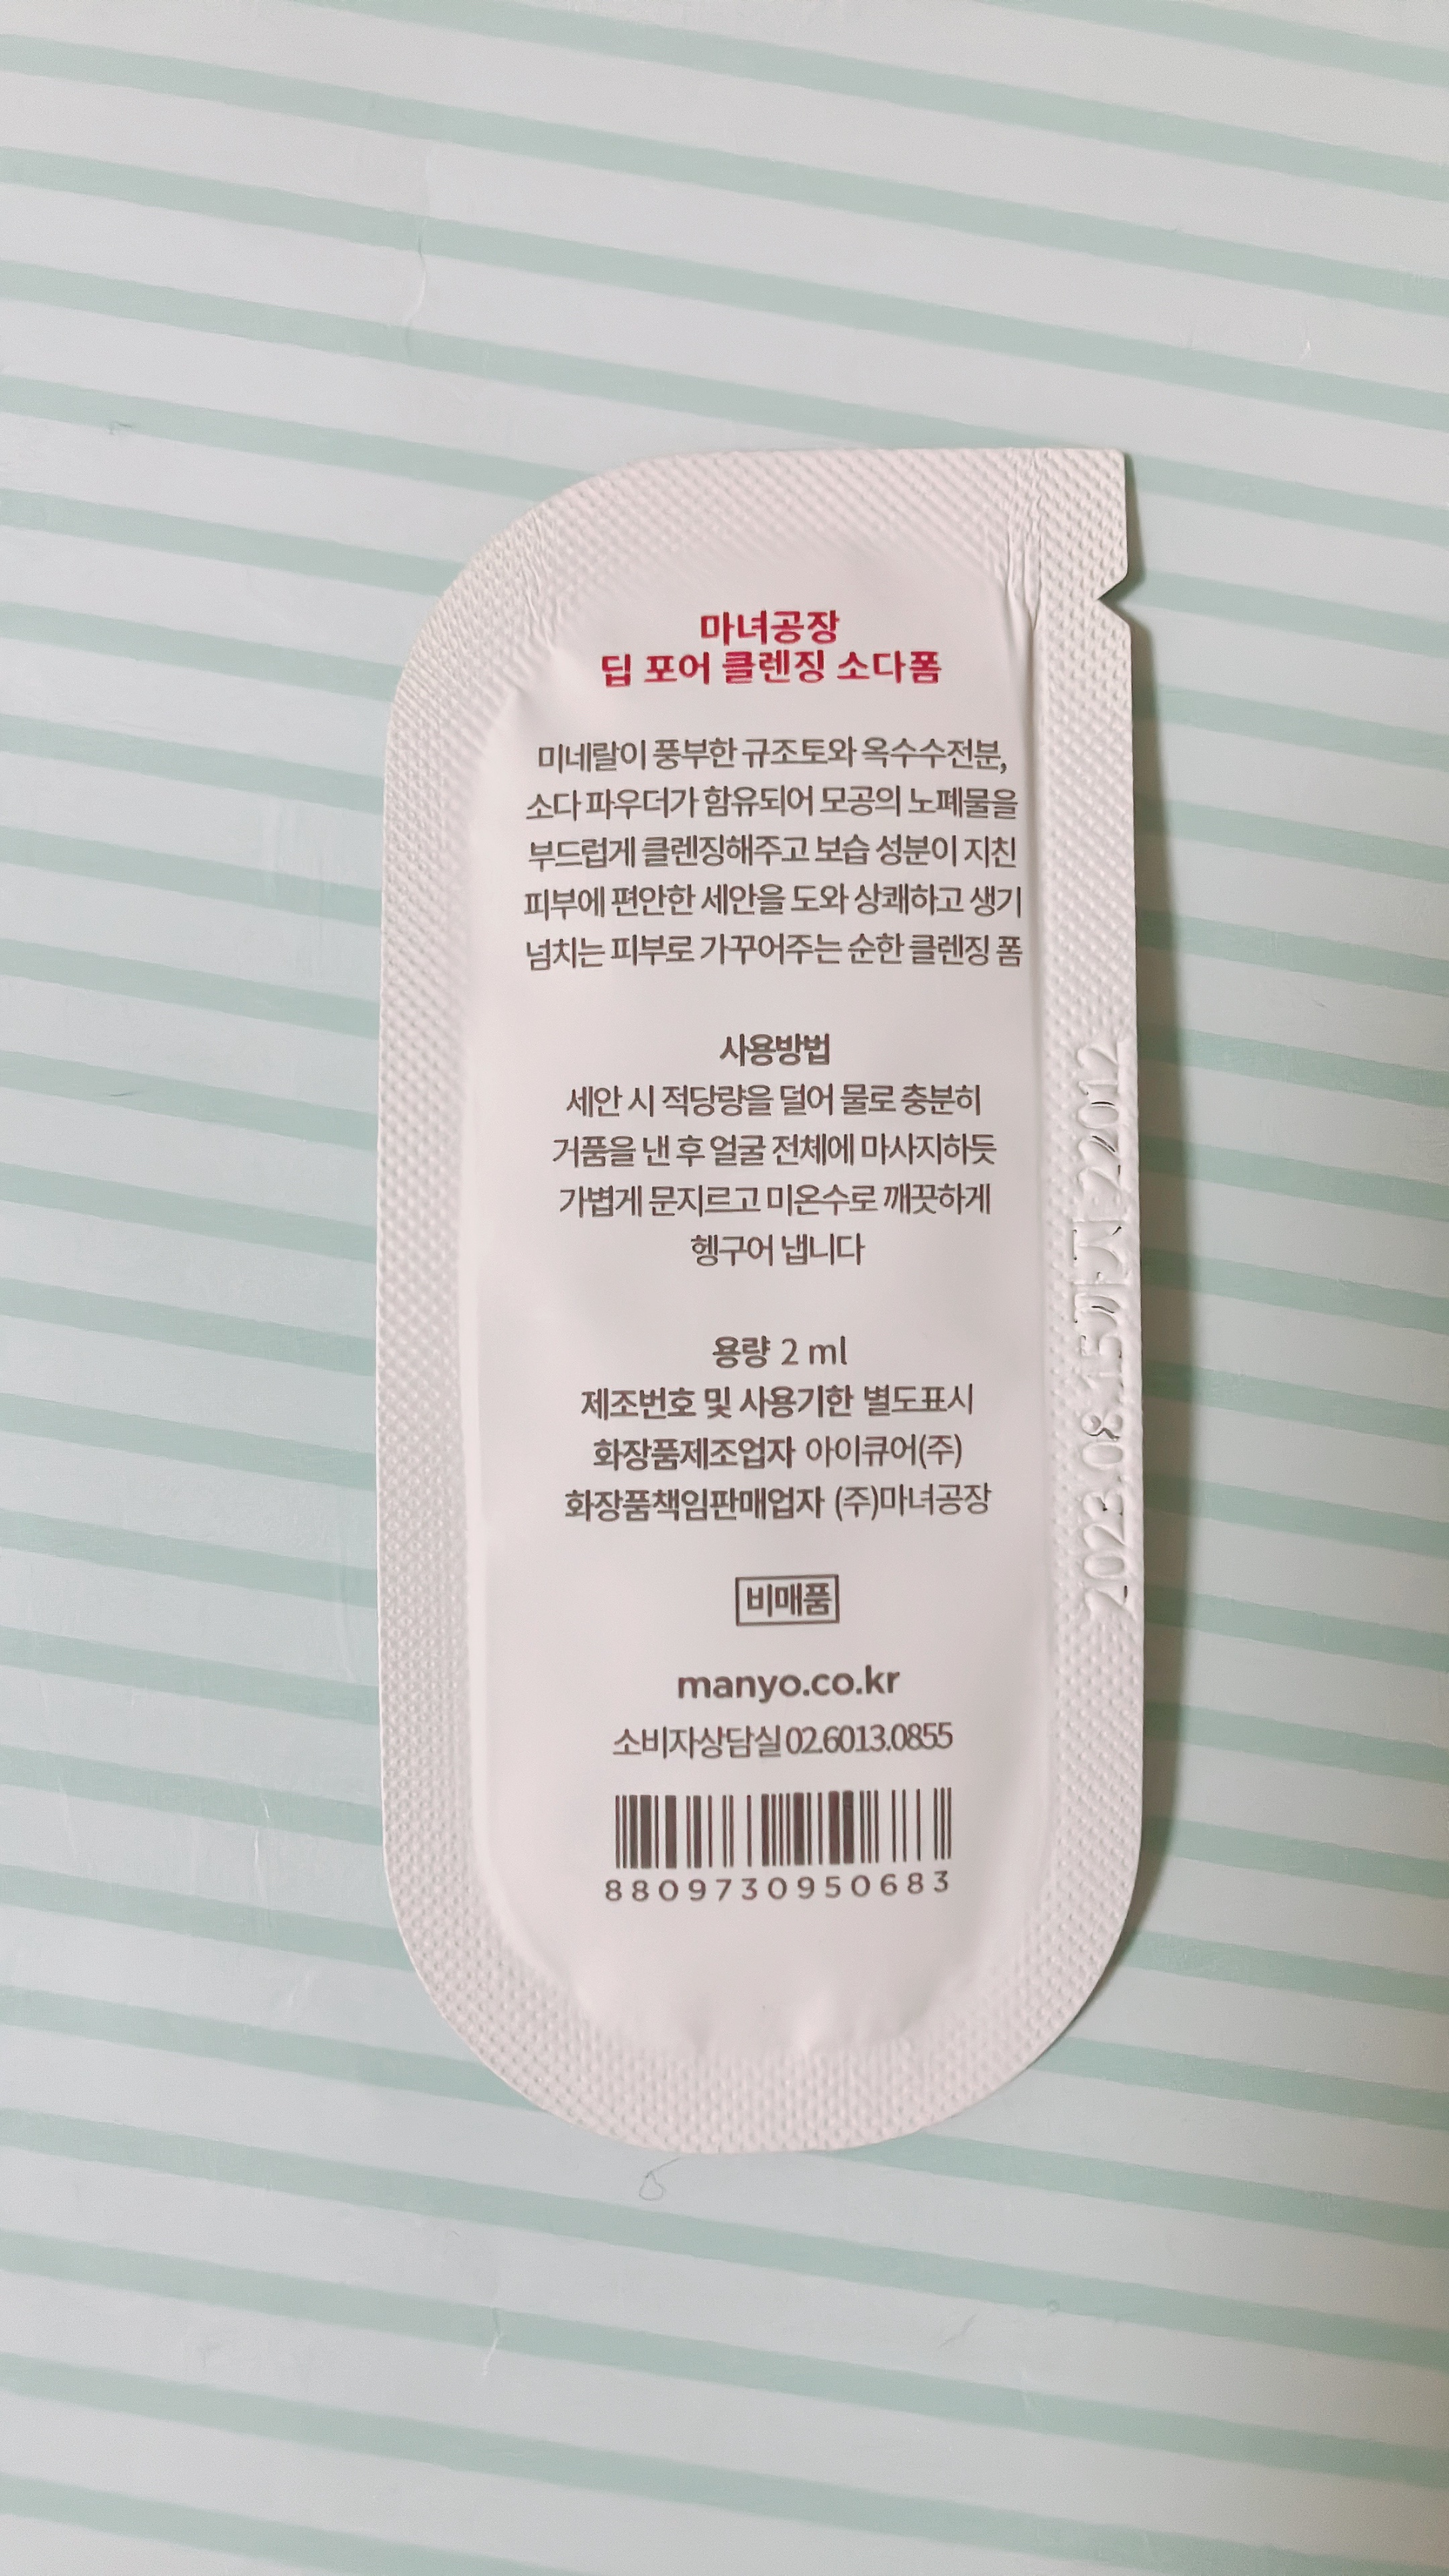 마녀공장
딥 포어 클렌징 소다폼
미네랄이 풍부한 규조토와 옥수수전분,
소다 파우더가 함유되어 모공의 노폐물을
부드럽게 클렌징해주고 보습 성분이 지친
피부에 편안한 세안을 도와 상쾌하고 생기
넘치는 피부로 가꾸어주는 순한 클렌징 폼
사용방법
세안 시 적당량을 덜어 물로 충분히
거품을 낸 후 얼굴 전체에 마사지하듯
가볍게 문지르고 미온수로 깨끗하게
헹구어 냅니다
용량 2 ml
제조번호 및 사용기한 별도표시
화장품제조업자 아이큐어(주)
화장품책임판매업자 (주)마녀공장
비매품
manyo.co.kr
소비자상담실 02.6013.0855
8809730950683
2023.08.15까지 22012